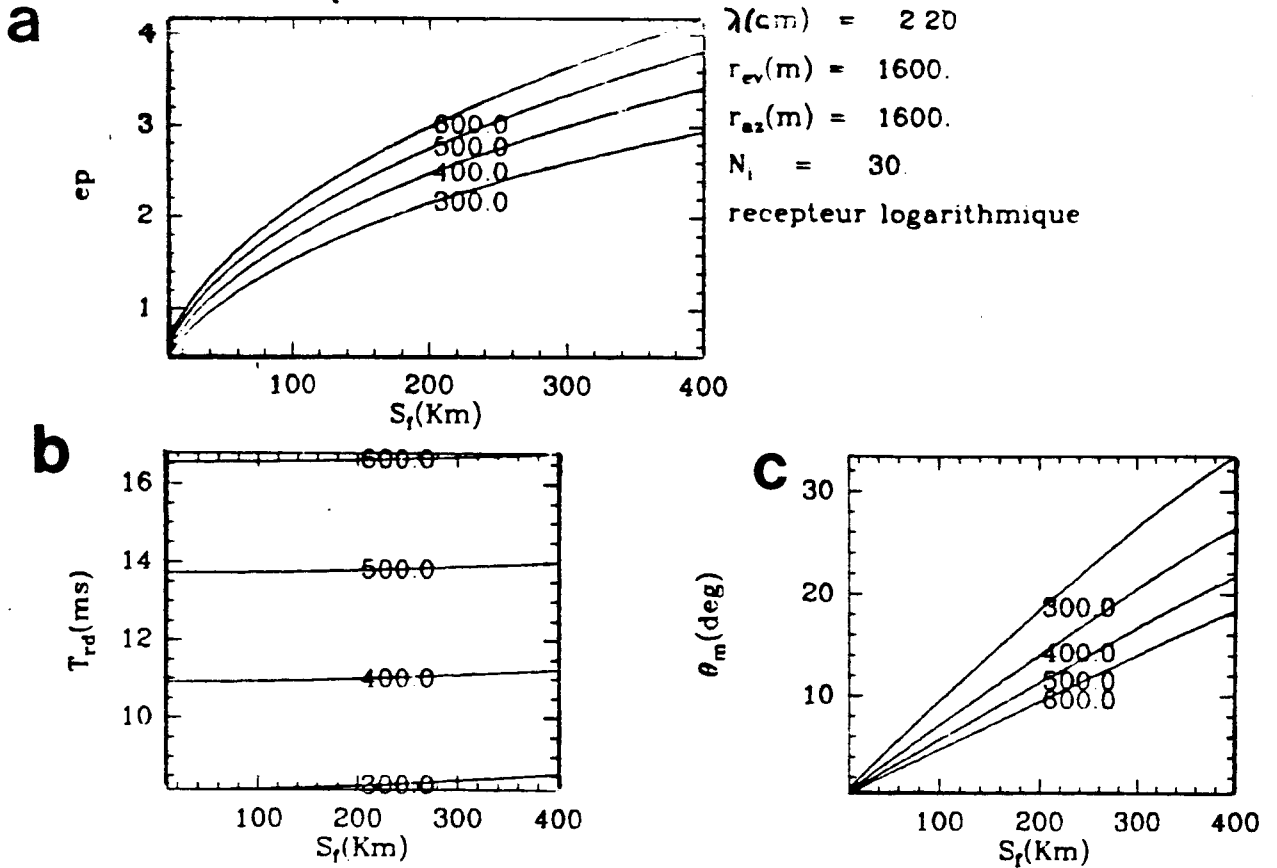 a
λ(cm) = 2 20
r_ev(m) = 1600.
r_az(m) = 1600.
N_i = 30.
recepteur logarithmique
ep
4
3
2
1
600.0
500.0
400.0
300.0
100 200 300 400
S_f(Km)
b
T_rd(ms)
16
14
12
10
600.0
500.0
400.0
300.0
100 200 300 400
S_f(Km)
c
θ_m(deg)
30
20
10
300.0
400.0
500.0
600.0
100 200 300 400
S_f(Km)